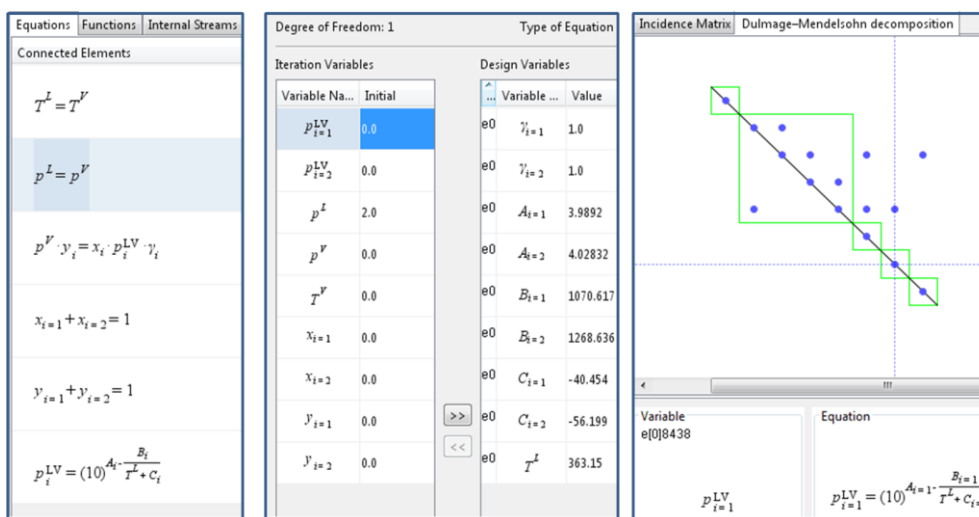 Equations Functions Internal Streams
Connected Elements
T^L = T^V
p^L = p^V
p^V · y_i = x_i · p_i^LV · γ_i
x_{i=1} + x_{i=2} = 1
y_{i=1} + y_{i=2} = 1
p_i^LV = (10)^{A_i - B_i / (T^L + C_i)}
Degree of Freedom: 1 Type of Equation
Iteration Variables Design Variables
Variable Na... Initial
p_{i=1}^LV 0.0
p_{i=2}^LV 0.0
p^L 2.0
p^V 0.0
T^V 0.0
x_{i=1} 0.0
x_{i=2} 0.0
y_{i=1} 0.0
y_{i=2} 0.0
>>
<<
... Variable ... Value
e0 γ_{i=1} 1.0
e0 γ_{i=2} 1.0
e0 A_{i=1} 3.9892
e0 A_{i=2} 4.02832
e0 B_{i=1} 1070.617
e0 B_{i=2} 1268.636
e0 C_{i=1} -40.454
e0 C_{i=2} -56.199
e0 T^L 363.15
Incidence Matrix Dulmage–Mendelsohn decomposition
Variable
e[0]8438
p_{i=1}^LV
Equation
p_{i=1}^LV = (10)^{A_{i=1} - B_{i=1} / (T^L + C_{i=